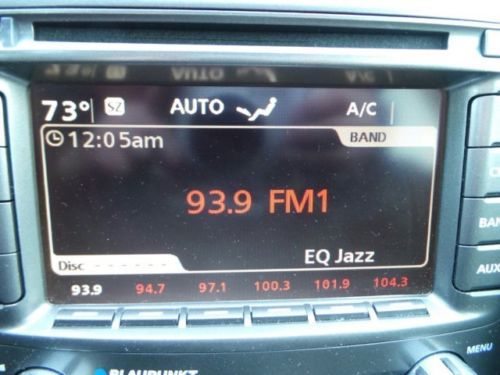 73° SZ AUTO A/C
12:05am BAND
93.9 FM1
EQ Jazz
Disc - - - - - -
93.9 94.7 97.1 100.3 101.9 104.3
AUX
MENU
BLAUPUNKT